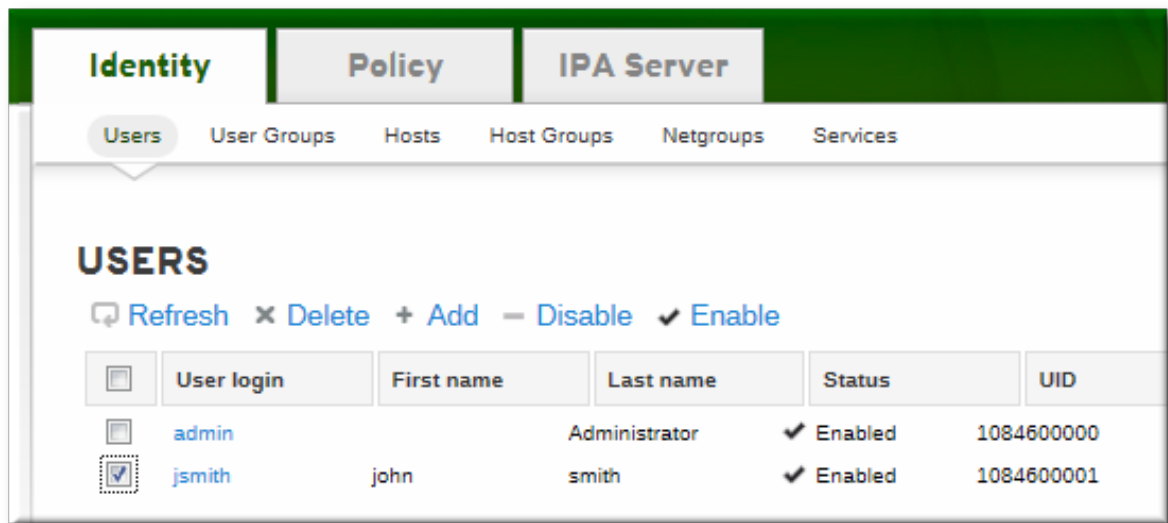 Identity Policy IPA Server
Users User Groups Hosts Host Groups Netgroups Services
USERS
Refresh Delete Add Disable Enable
User login First name Last name Status UID
admin Administrator Enabled 1084600000
jsmith john smith Enabled 1084600001